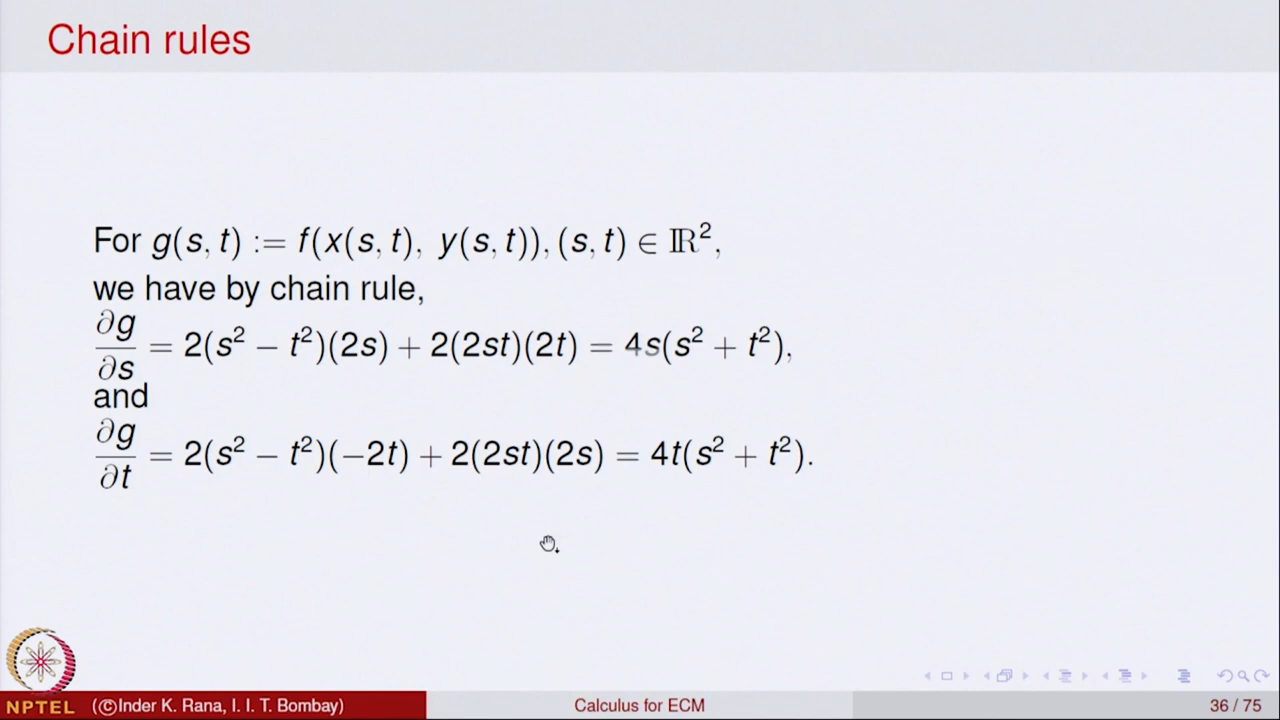 Chain rules
For g(s, t) := f(x(s, t), y(s, t)), (s, t) ∈ ℝ²,
we have by chain rule,
∂g/∂s = 2(s² − t²)(2s) + 2(2st)(2t) = 4s(s² + t²),
and
∂g/∂t = 2(s² − t²)(−2t) + 2(2st)(2s) = 4t(s² + t²).
NPTEL
(©Inder K. Rana, I. I. T. Bombay)
Calculus for ECM
36 / 75